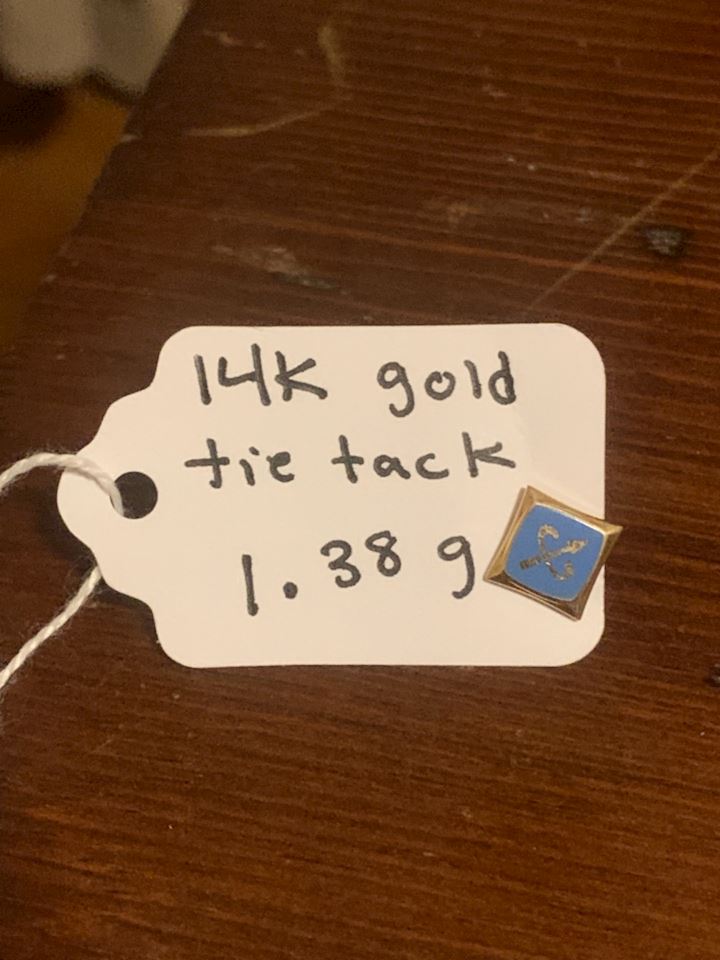 14K gold
tie tack
1.38 g